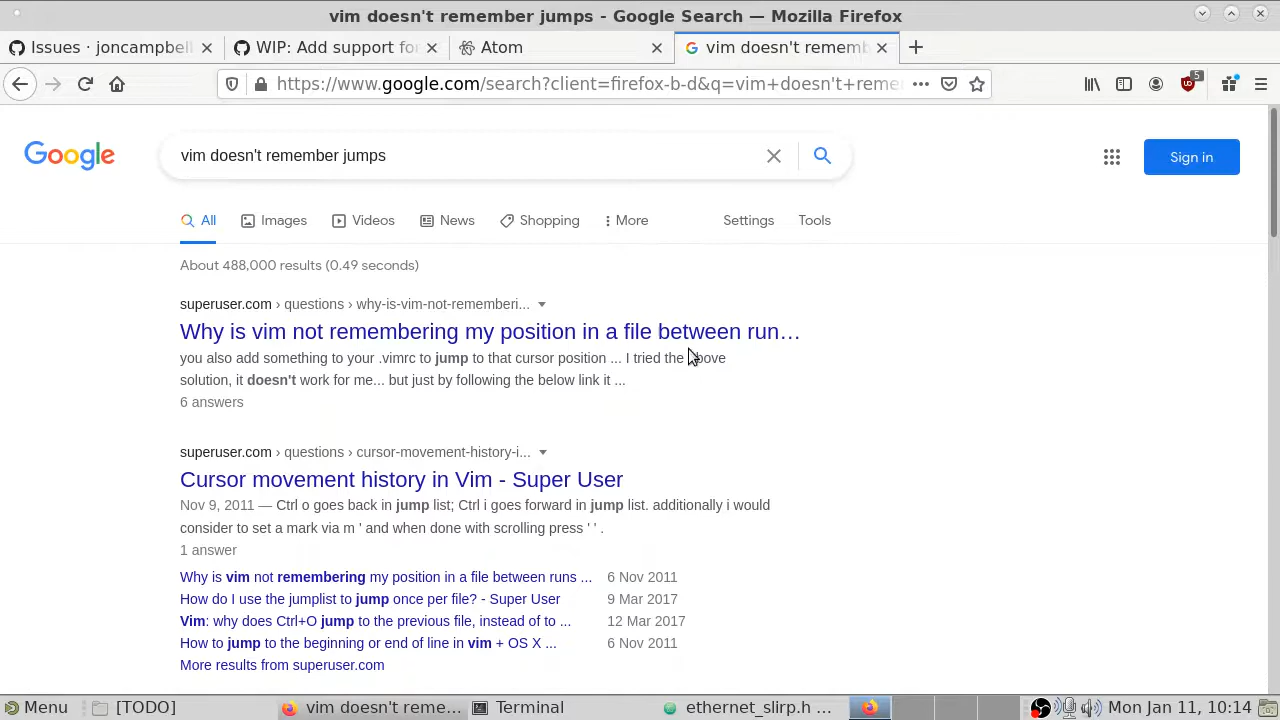 vim doesn't remember jumps - Google Search — Mozilla Firefox
Issues · joncampbell
WIP: Add support for
Atom
vim doesn't rememb
https://www.google.com/search?client=firefox-b-d&q=vim+doesn't+reme
5
Google
vim doesn't remember jumps
Sign in
All
Images
Videos
News
Shopping
More
Settings
Tools
About 488,000 results (0.49 seconds)
superuser.com › questions › why-is-vim-not-rememberi...
Why is vim not remembering my position in a file between run…
you also add something to your .vimrc to jump to that cursor position ... I tried the above
solution, it doesn't work for me... but just by following the below link it ...
6 answers
superuser.com › questions › cursor-movement-history-i...
Cursor movement history in Vim - Super User
Nov 9, 2011 — Ctrl o goes back in jump list; Ctrl i goes forward in jump list. additionally i would
consider to set a mark via m ' and when done with scrolling press ' ' .
1 answer
Why is vim not remembering my position in a file between runs ... 6 Nov 2011
How do I use the jumplist to jump once per file? - Super User 9 Mar 2017
Vim: why does Ctrl+O jump to the previous file, instead of to ... 12 Mar 2017
How to jump to the beginning or end of line in vim + OS X ... 6 Nov 2011
More results from superuser.com
Menu
[TODO]
vim doesn't reme...
Terminal
ethernet_slirp.h ...
Mon Jan 11, 10:14